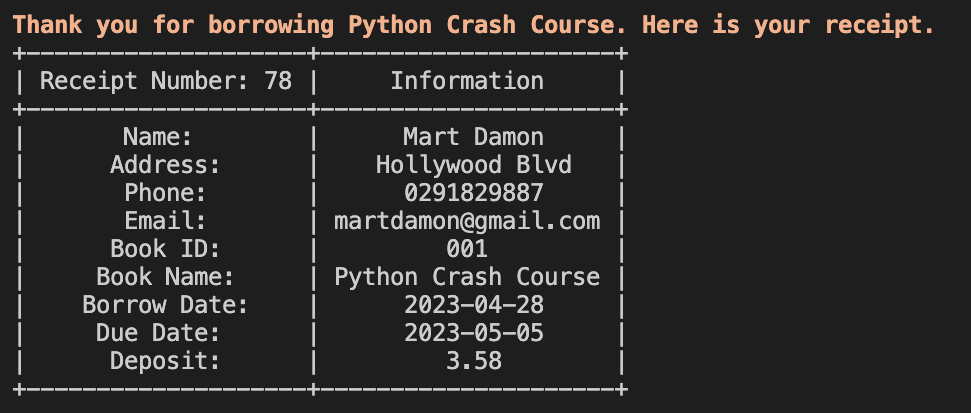 Thank you for borrowing Python Crash Course. Here is your receipt.
+--------------------+---------------------+
| Receipt Number: 78 |     Information     |
+--------------------+---------------------+
|       Name:        |      Mart Damon     |
|      Address:      |    Hollywood Blvd   |
|       Phone:       |      0291829887     |
|       Email:       | martdamon@gmail.com |
|      Book ID:      |         001         |
|     Book Name:     | Python Crash Course |
|    Borrow Date:    |      2023-04-28     |
|     Due Date:      |      2023-05-05     |
|      Deposit:      |         3.58        |
+--------------------+---------------------+